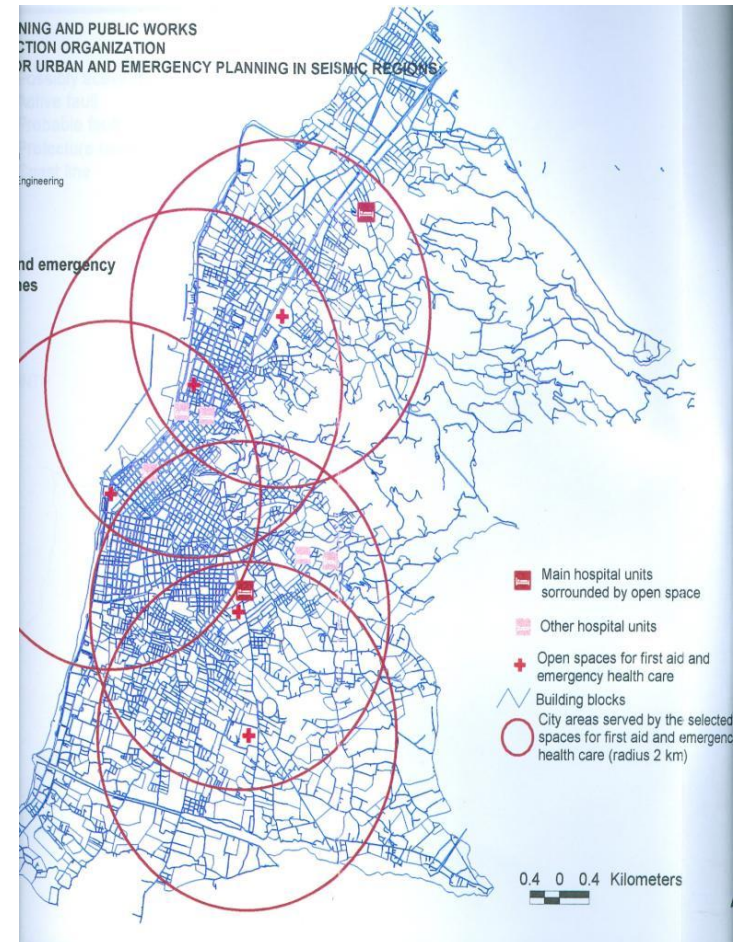 NING AND PUBLIC WORKS
CTION ORGANIZATION
OR URBAN AND EMERGENCY PLANNING IN SEISMIC REGIONS:
Engineering
nd emergency
nes
Main hospital units
sorrounded by open space
Other hospital units
Open spaces for first aid and
emergency health care
Building blocks
City areas served by the selected
spaces for first aid and emergenc
health care (radius 2 km)
0.4 0 0.4 Kilometers